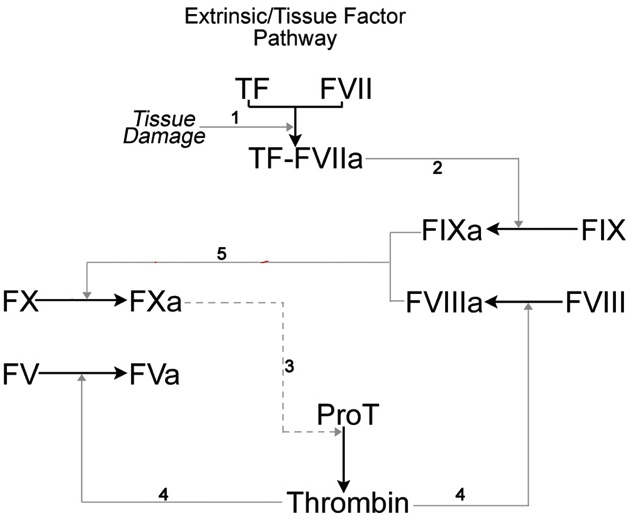 Extrinsic/Tissue Factor
Pathway
TF FVII
Tissue
Damage
1
TF-FVIIa
2
FIXa FIX
5
FX FXa
FVIIIa FVIII
3
FV FVa
ProT
4 Thrombin 4